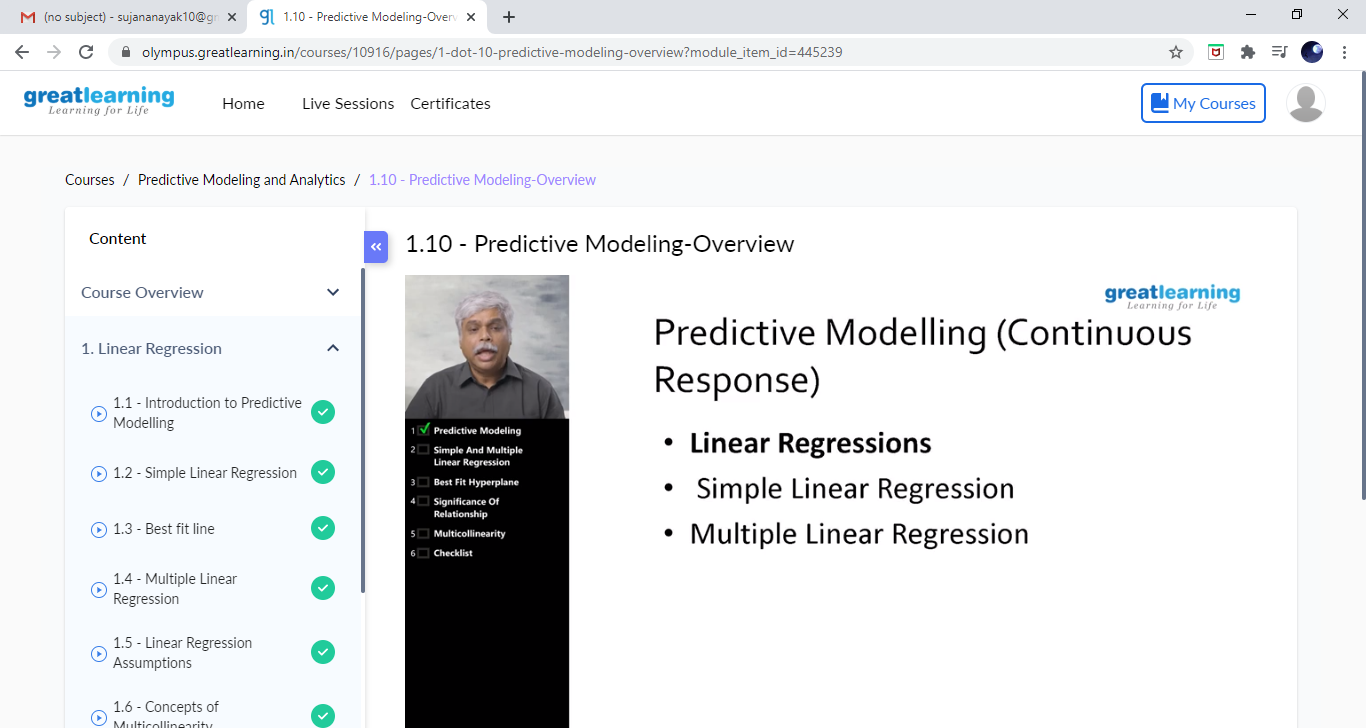 (no subject) - sujananayak10@gm
1.10 - Predictive Modeling-Overv
olympus.greatlearning.in/courses/10916/pages/1-dot-10-predictive-modeling-overview?module_item_id=445239
greatlearning
Learning for Life
Home
Live Sessions
Certificates
My Courses
Courses / Predictive Modeling and Analytics / 1.10 - Predictive Modeling-Overview
Content
Course Overview
1. Linear Regression
1.1 - Introduction to Predictive
Modelling
1.2 - Simple Linear Regression
1.3 - Best fit line
1.4 - Multiple Linear
Regression
1.5 - Linear Regression
Assumptions
1.6 - Concepts of
Multicollinearity
1.10 - Predictive Modeling-Overview
1 Predictive Modeling
2 Simple And Multiple
Linear Regression
3 Best Fit Hyperplane
4 Significance Of
Relationship
5 Multicollinearity
6 Checklist
greatlearning
Learning for Life
Predictive Modelling (Continuous
Response)
• Linear Regressions
• Simple Linear Regression
• Multiple Linear Regression